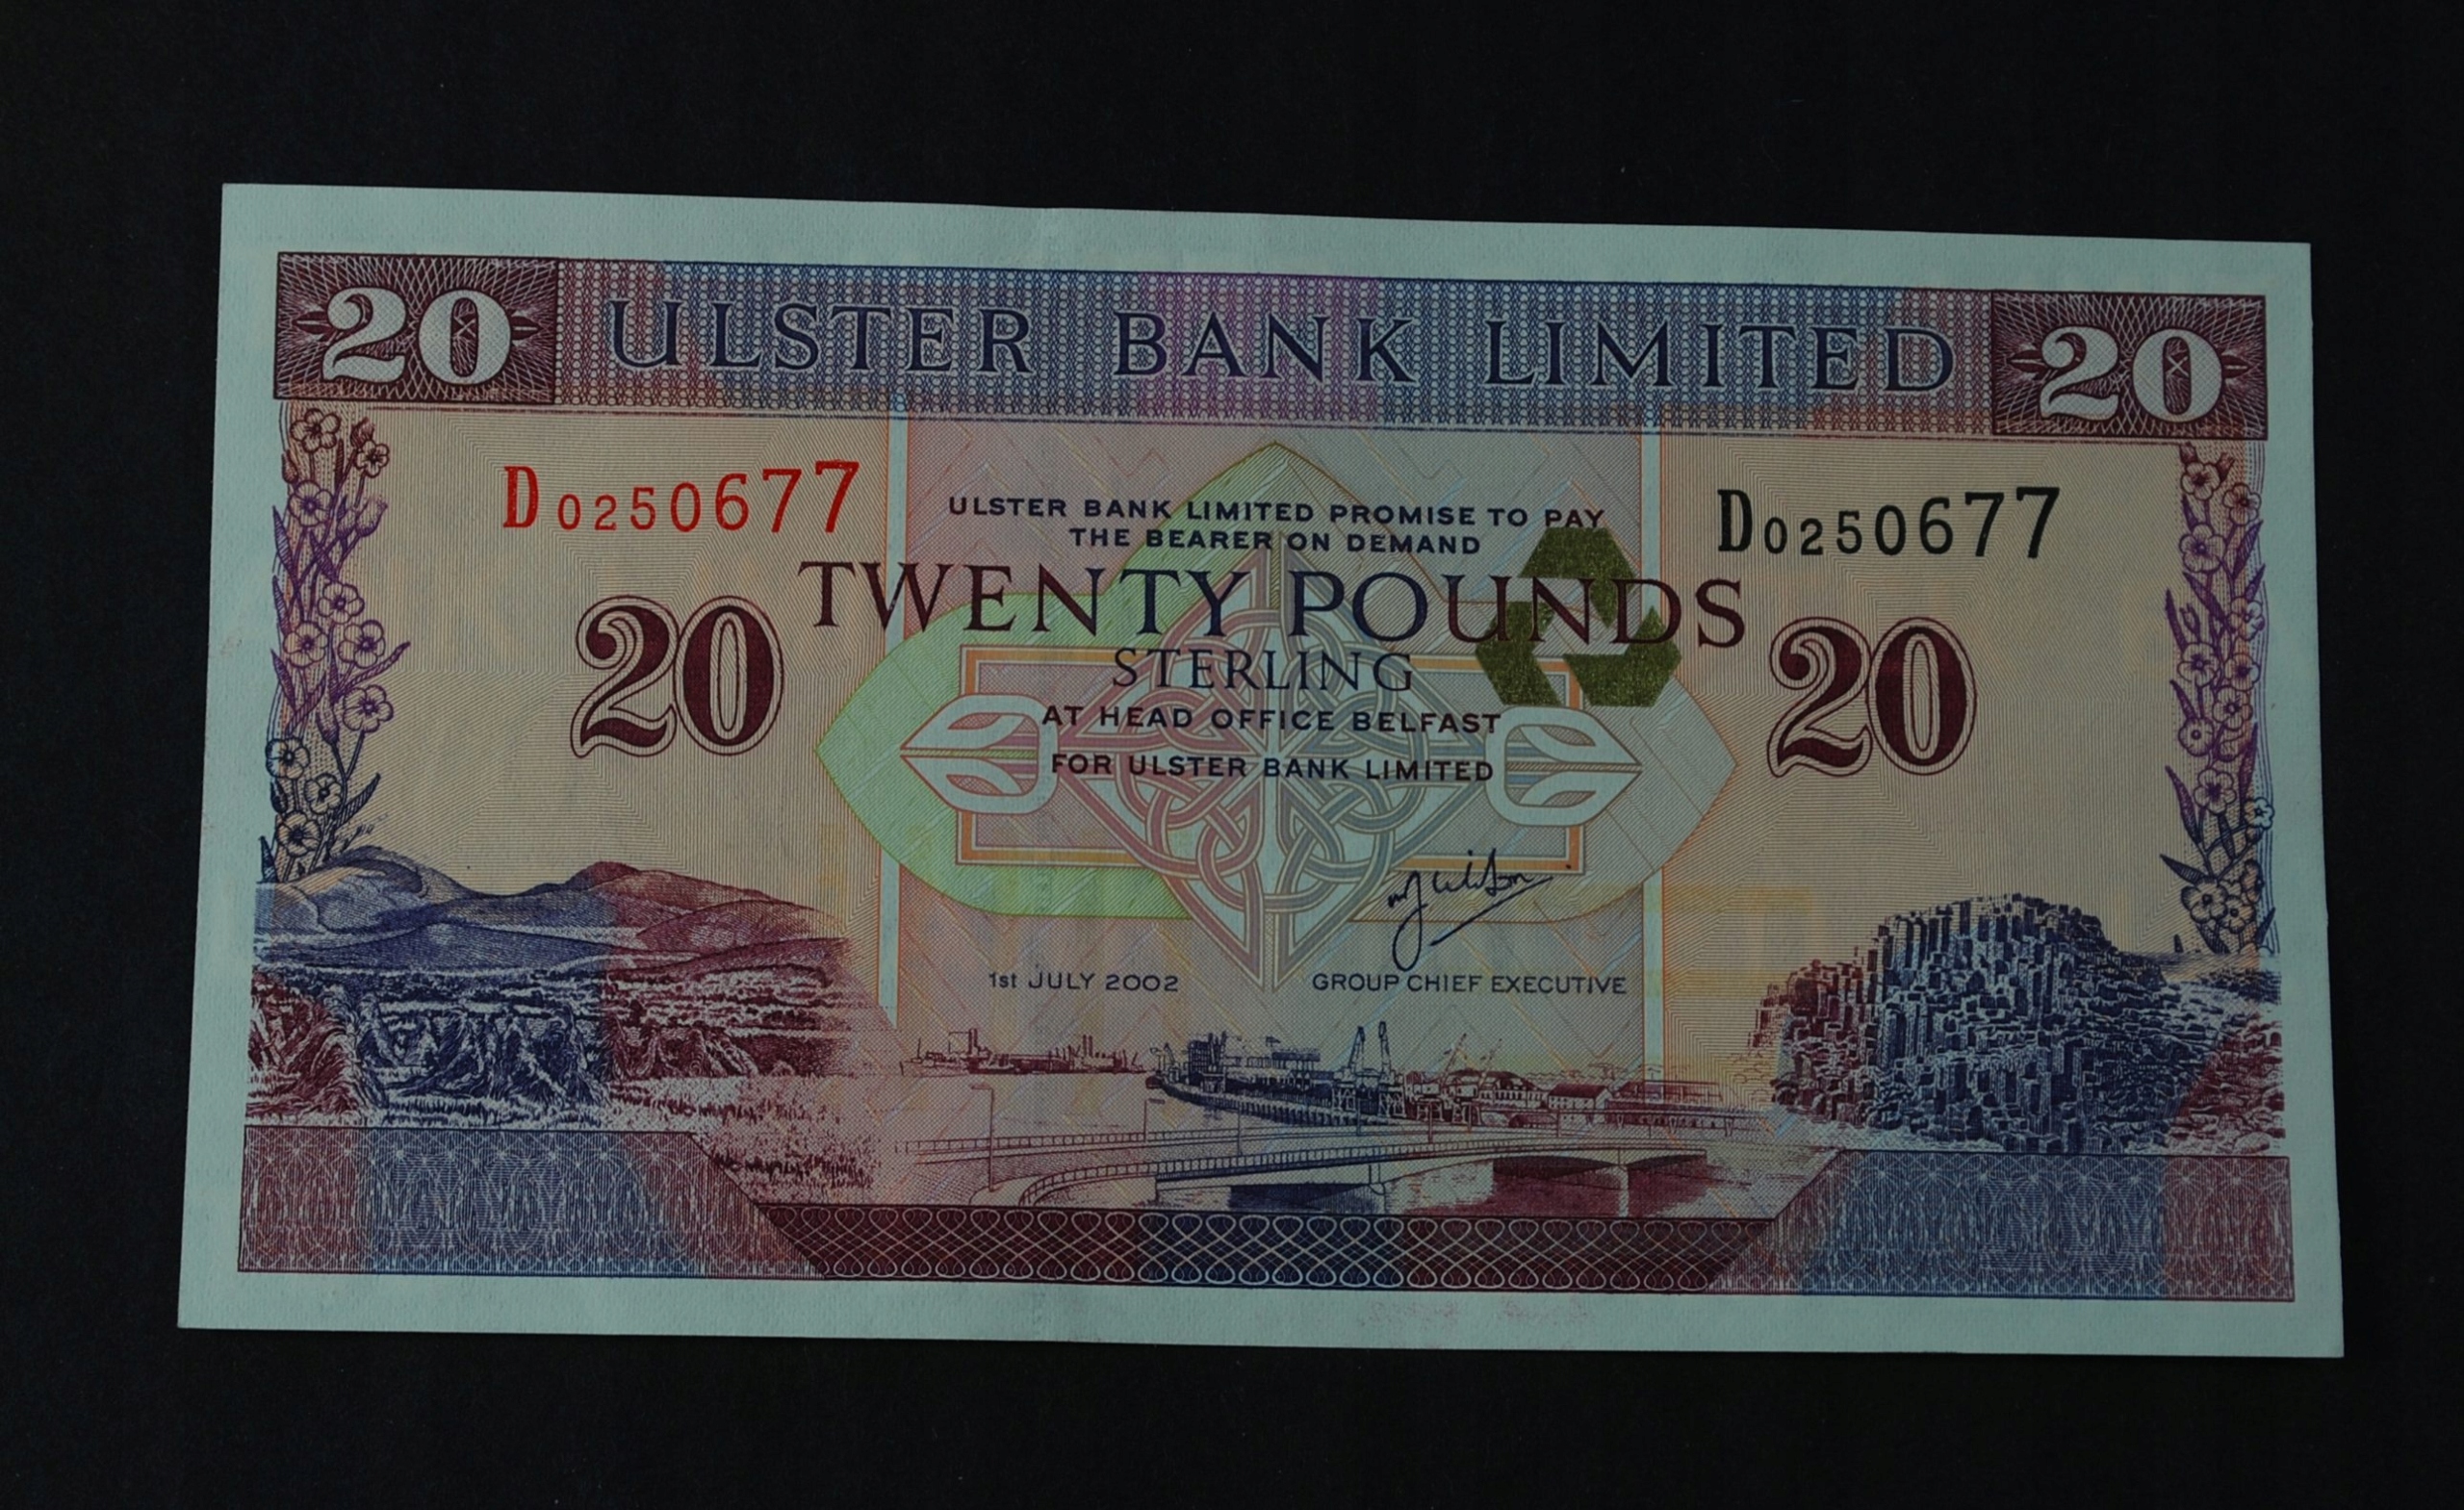 20 ULSTER BANK LIMITED 20
D0250677
D0250677
ULSTER BANK LIMITED PROMISE TO PAY
THE BEARER ON DEMAND
TWENTY POUNDS
20
20
STERLING
AT HEAD OFFICE BELFAST
FOR ULSTER BANK LIMITED
1st JULY 2002
GROUP CHIEF EXECUTIVE